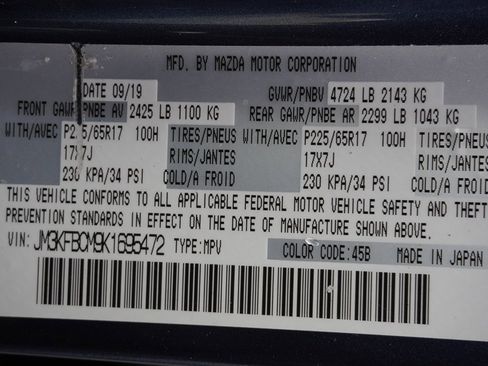 MFD. BY MAZDA MOTOR CORPORATION
DATE 09/19 GVWR/PNBV 4724 LB 2143 KG
FRONT GAWR/PNBE AV 2425 LB 1100 KG REAR GAWR/PNBE AR 2299 LB 1043 KG
WITH/AVEC P225/65R17 100H TIRES/PNEUS WITH/AVEC P225/65R17 100H TIRES/PNEUS
17X7J RIMS/JANTES 17X7J RIMS/JANTES
230 KPA/34 PSI COLD/A FROID 230 KPA/34 PSI COLD/A FROID
THIS VEHICLE CONFORMS TO ALL APPLICABLE FEDERAL MOTOR VEHICLE SAFETY AND THEFT
PREVENTION STANDARDS IN EFFECT ON THE DATE OF MANUFACTURE SHOWN ABOVE.
VIN: JM3KFBCM9K1695472 TYPE:MPV COLOR CODE:45B MADE IN JAPAN